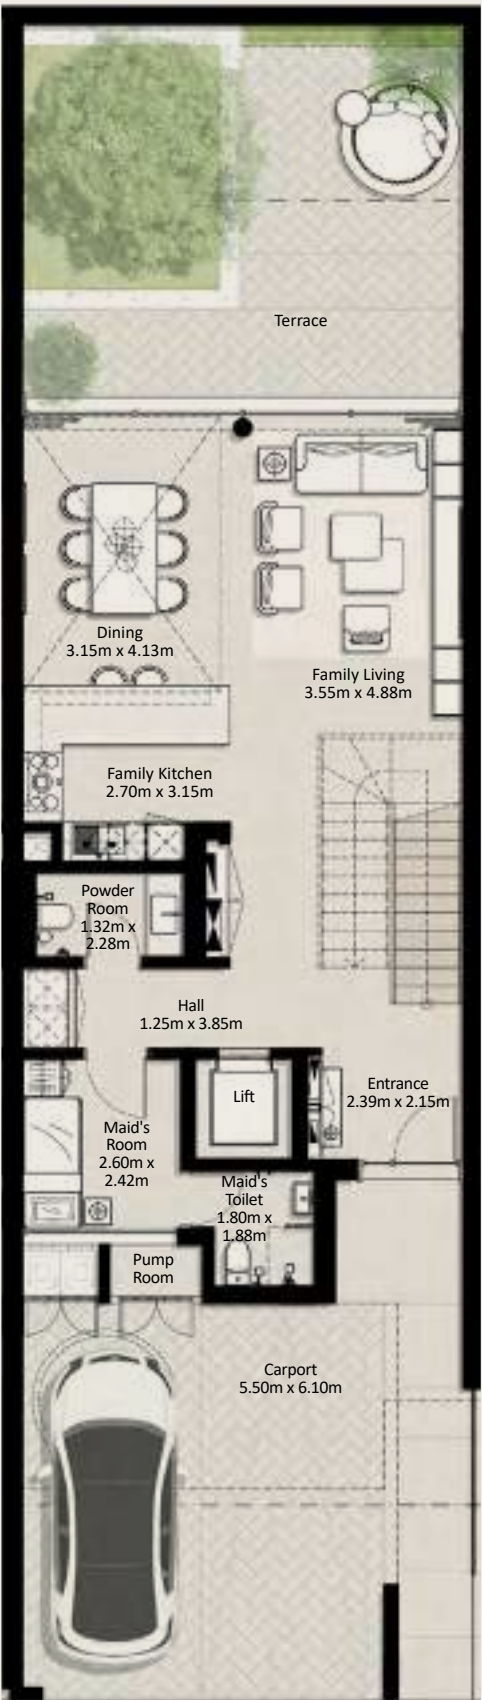 Terrace
Dining
3.15m x 4.13m
Family Living
3.55m x 4.88m
Family Kitchen
2.70m x 3.15m
Powder
Room
1.32m x
2.28m
Hall
1.25m x 3.85m
Lift
Entrance
2.39m x 2.15m
Maid's
Room
2.60m x
2.42m
Maid's
Toilet
1.80m x
1.88m
Pump
Room
Carport
5.50m x 6.10m